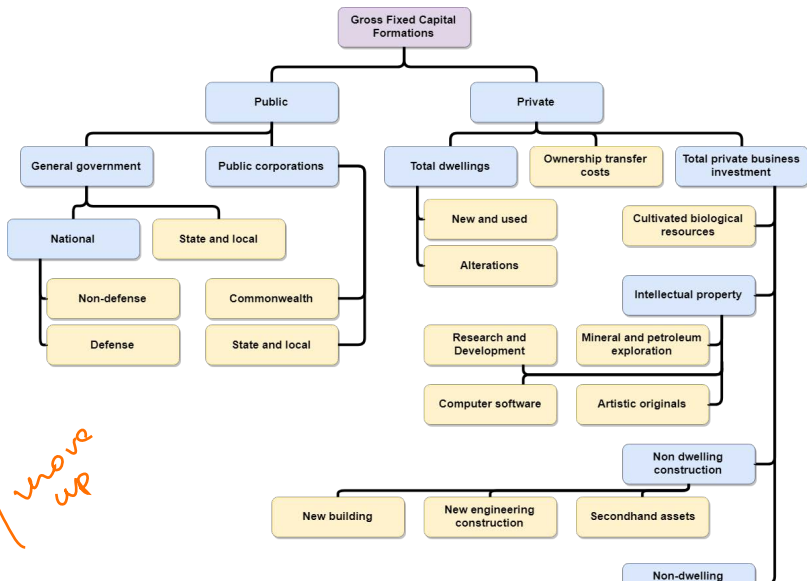 Gross Fixed Capital
Formations
Public
Private
General government
Public corporations
Total dwellings
Ownership transfer
costs
Total private business
investment
National
State and local
New and used
Cultivated biological
resources
Alterations
Non-defense
Commonwealth
Intellectual property
Defense
State and local
Research and
Development
Mineral and petroleum
exploration
Computer software
Artistic originals
move
up
Non dwelling
construction
New building
New engineering
construction
Secondhand assets
Non-dwelling